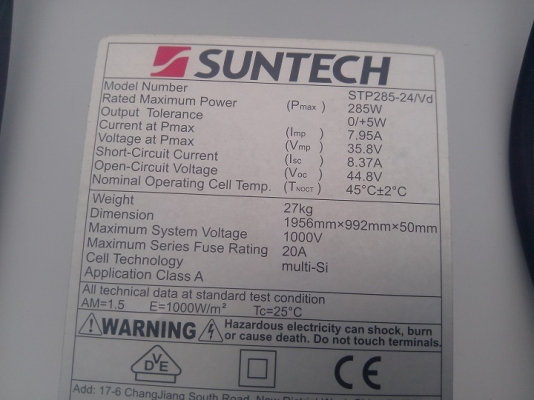 SUNTECH
Model Number STP285-24/Vd
Rated Maximum Power (Pmax) 285W
Output Tolerance 0/+5W
Current at Pmax (Imp) 7.95A
Voltage at Pmax (Vmp) 35.8V
Short-Circuit Current (Isc) 8.37A
Open-Circuit Voltage (Voc) 44.8V
Nominal Operating Cell Temp. (TNOCT) 45°C±2°C
Weight 27kg
Dimension 1956mm×992mm×50mm
Maximum System Voltage 1000V
Maximum Series Fuse Rating 20A
Cell Technology multi-Si
Application Class A
All technical data at standard test condition
AM=1.5 E=1000W/m² Tc=25°C
WARNING Hazardous electricity can shock, burn
or cause death. Do not touch terminals.
DVE CE
Add: 17-6 ChangJiang South Road, New District